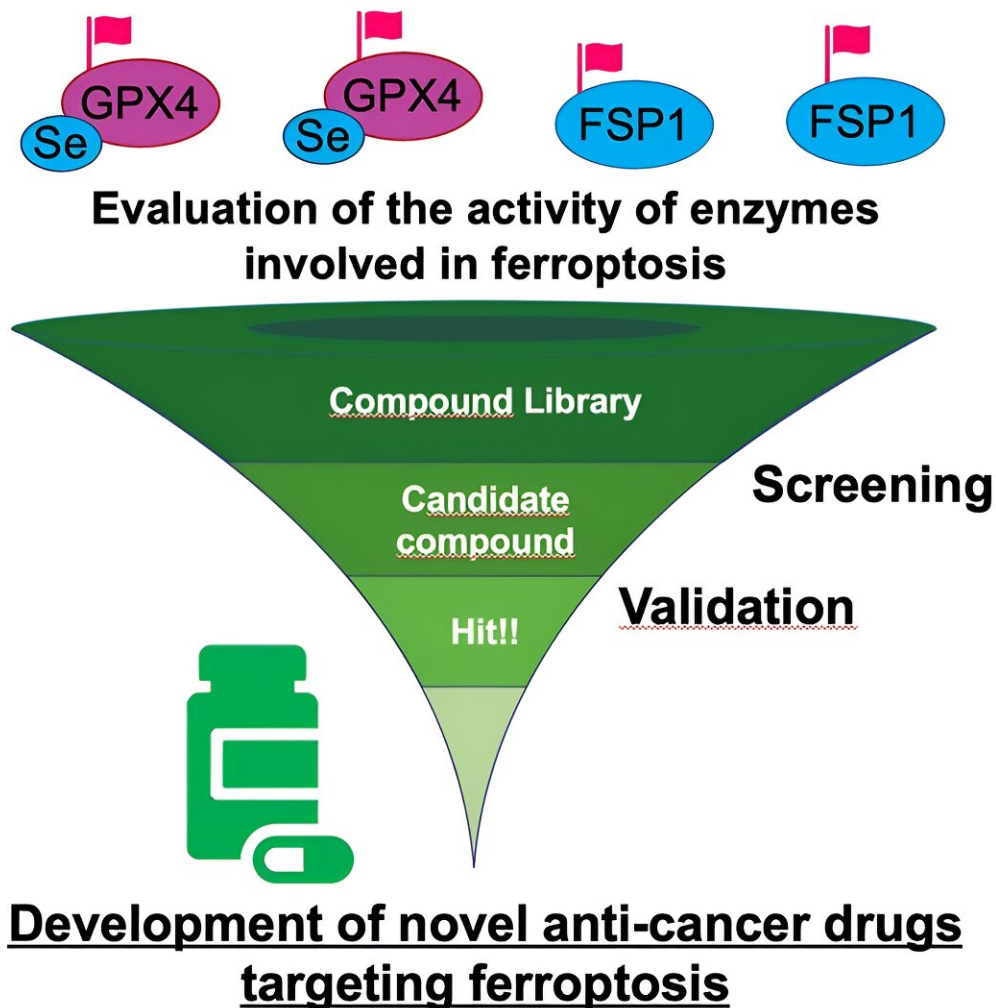 GPX4
Se
GPX4
Se
FSP1
FSP1
Evaluation of the activity of enzymes
involved in ferroptosis
Compound Library
Screening
Candidate
compound
Validation
Hit!!
Development of novel anti-cancer drugs
targeting ferroptosis